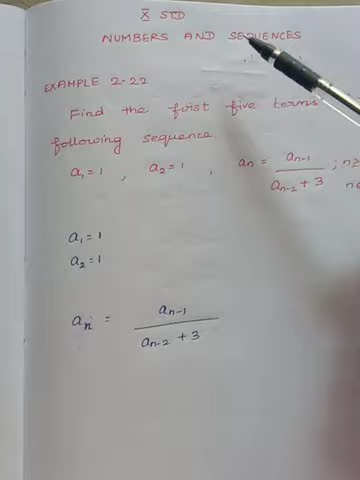 X STD
NUMBERS AND SEQUENCES
EXAMPLE 2.22
Find the first five terms
following sequence.
a₁ = 1 , a₂ = 1 , aₙ = aₙ₋₁ / (aₙ₋₂ + 3) ; n≥
a₁ = 1
a₂ = 1
aₙ = aₙ₋₁ / (aₙ₋₂ + 3)